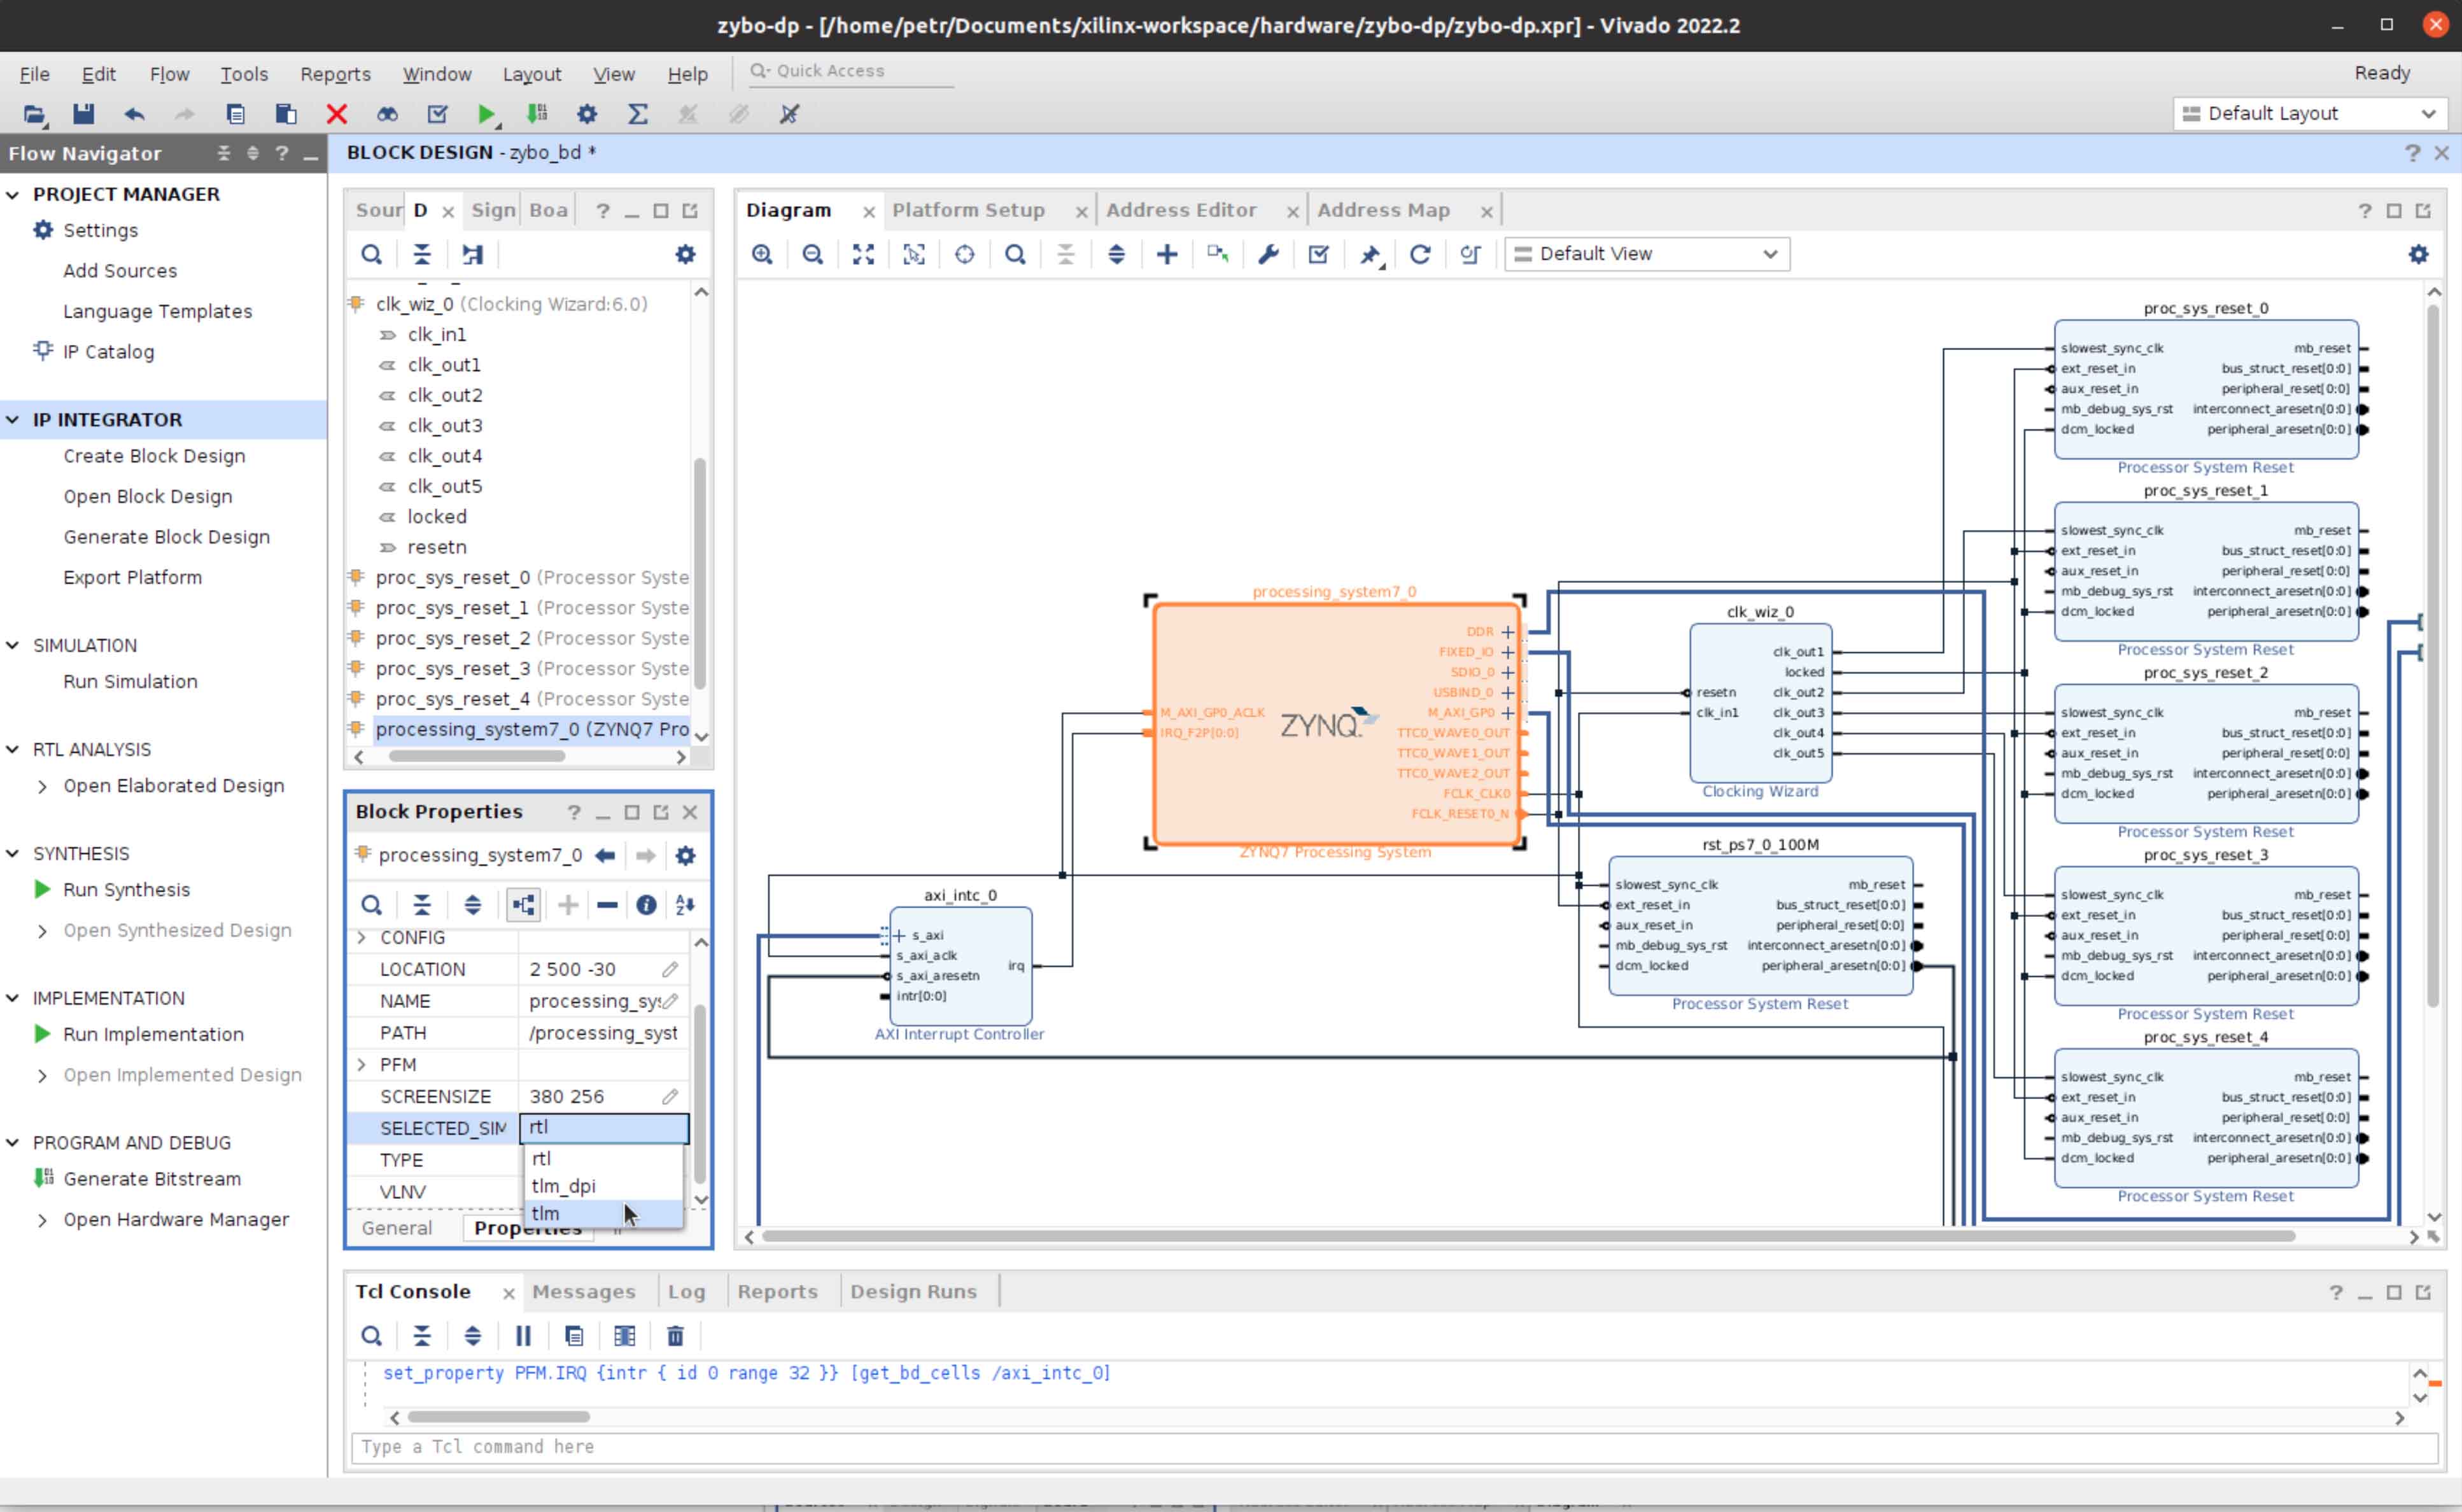 zybo-dp - [/home/petr/Documents/xilinx-workspace/hardware/zybo-dp/zybo-dp.xpr] - Vivado 2022.2
File Edit Flow Tools Reports Window Layout View Help Quick Access Ready
Default Layout
Flow Navigator
PROJECT MANAGER
Settings
Add Sources
Language Templates
IP Catalog
IP INTEGRATOR
Create Block Design
Open Block Design
Generate Block Design
Export Platform
SIMULATION
Run Simulation
RTL ANALYSIS
Open Elaborated Design
SYNTHESIS
Run Synthesis
Open Synthesized Design
IMPLEMENTATION
Run Implementation
Open Implemented Design
PROGRAM AND DEBUG
Generate Bitstream
Open Hardware Manager
BLOCK DESIGN - zybo_bd *
Sour D Sign Boa
clk_wiz_0 (Clocking Wizard:6.0)
clk_in1
clk_out1
clk_out2
clk_out3
clk_out4
clk_out5
locked
resetn
proc_sys_reset_0 (Processor Syste
proc_sys_reset_1 (Processor Syste
proc_sys_reset_2 (Processor Syste
proc_sys_reset_3 (Processor Syste
proc_sys_reset_4 (Processor Syste
processing_system7_0 (ZYNQ7 Pro
Block Properties
processing_system7_0
CONFIG
LOCATION 2 500 -30
NAME processing_sys
PATH /processing_syst
PFM
SCREENSIZE 380 256
SELECTED_SIM rtl
TYPE
VLNV
rtl
tlm_dpi
tlm
General Properties
Diagram Platform Setup Address Editor Address Map
Default View
processing_system7_0
DDR
FIXED_IO
SDIO_0
USBIND_0
M_AXI_GP0_ACLK M_AXI_GP0
IRQ_F2P[0:0] TTC0_WAVE0_OUT
TTC0_WAVE1_OUT
TTC0_WAVE2_OUT
FCLK_CLK0
FCLK_RESET0_N
ZYNQ
ZYNQ7 Processing System
axi_intc_0
s_axi
s_axi_aclk
s_axi_aresetn irq
intr[0:0]
AXI Interrupt Controller
clk_wiz_0
clk_out1
locked
resetn clk_out2
clk_in1 clk_out3
clk_out4
clk_out5
Clocking Wizard
rst_ps7_0_100M
slowest_sync_clk mb_reset
ext_reset_in bus_struct_reset[0:0]
aux_reset_in peripheral_reset[0:0]
mb_debug_sys_rst interconnect_aresetn[0:0]
dcm_locked peripheral_aresetn[0:0]
Processor System Reset
proc_sys_reset_0
slowest_sync_clk mb_reset
ext_reset_in bus_struct_reset[0:0]
aux_reset_in peripheral_reset[0:0]
mb_debug_sys_rst interconnect_aresetn[0:0]
dcm_locked peripheral_aresetn[0:0]
Processor System Reset
proc_sys_reset_1
slowest_sync_clk mb_reset
ext_reset_in bus_struct_reset[0:0]
aux_reset_in peripheral_reset[0:0]
mb_debug_sys_rst interconnect_aresetn[0:0]
dcm_locked peripheral_aresetn[0:0]
Processor System Reset
proc_sys_reset_2
slowest_sync_clk mb_reset
ext_reset_in bus_struct_reset[0:0]
aux_reset_in peripheral_reset[0:0]
mb_debug_sys_rst interconnect_aresetn[0:0]
dcm_locked peripheral_aresetn[0:0]
Processor System Reset
proc_sys_reset_3
slowest_sync_clk mb_reset
ext_reset_in bus_struct_reset[0:0]
aux_reset_in peripheral_reset[0:0]
mb_debug_sys_rst interconnect_aresetn[0:0]
dcm_locked peripheral_aresetn[0:0]
Processor System Reset
proc_sys_reset_4
slowest_sync_clk mb_reset
ext_reset_in bus_struct_reset[0:0]
aux_reset_in peripheral_reset[0:0]
mb_debug_sys_rst interconnect_aresetn[0:0]
dcm_locked peripheral_aresetn[0:0]
Processor System Reset
Tcl Console Messages Log Reports Design Runs
set_property PFM.IRQ {intr { id 0 range 32 }} [get_bd_cells /axi_intc_0]
Type a Tcl command here